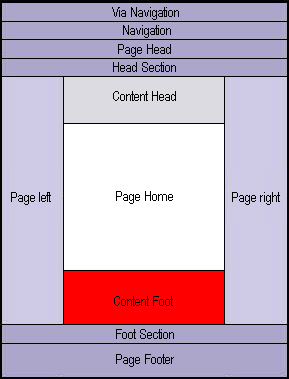 Via Navigation
Navigation
Page Head
Head Section
Content Head
Page left
Page Home
Page right
Content Foot
Foot Section
Page Footer